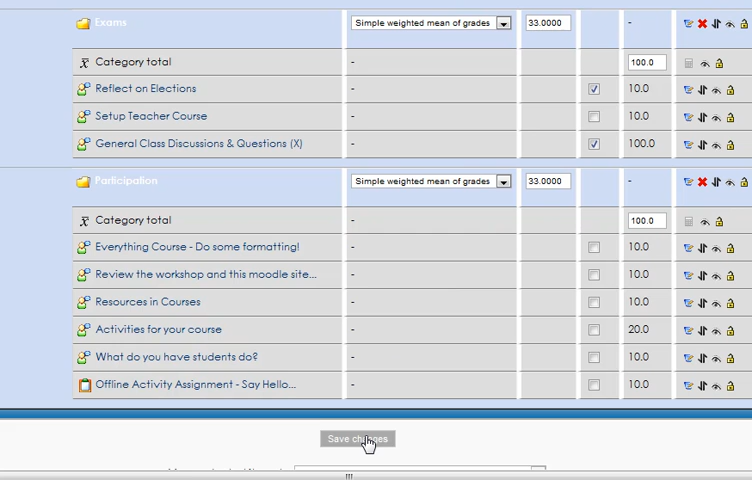 Exams Simple weighted mean of grades 33.0000 -
x̄ Category total - 100.0
Reflect on Elections - 10.0
Setup Teacher Course - 10.0
General Class Discussions & Questions (X) - 100.0
Participation Simple weighted mean of grades 33.0000 -
x̄ Category total - 100.0
Everything Course - Do some formatting! - 10.0
Review the workshop and this moodle site... - 10.0
Resources in Courses - 10.0
Activities for your course - 20.0
What do you have students do? - 10.0
Offline Activity Assignment - Say Hello... - 10.0
Save changes